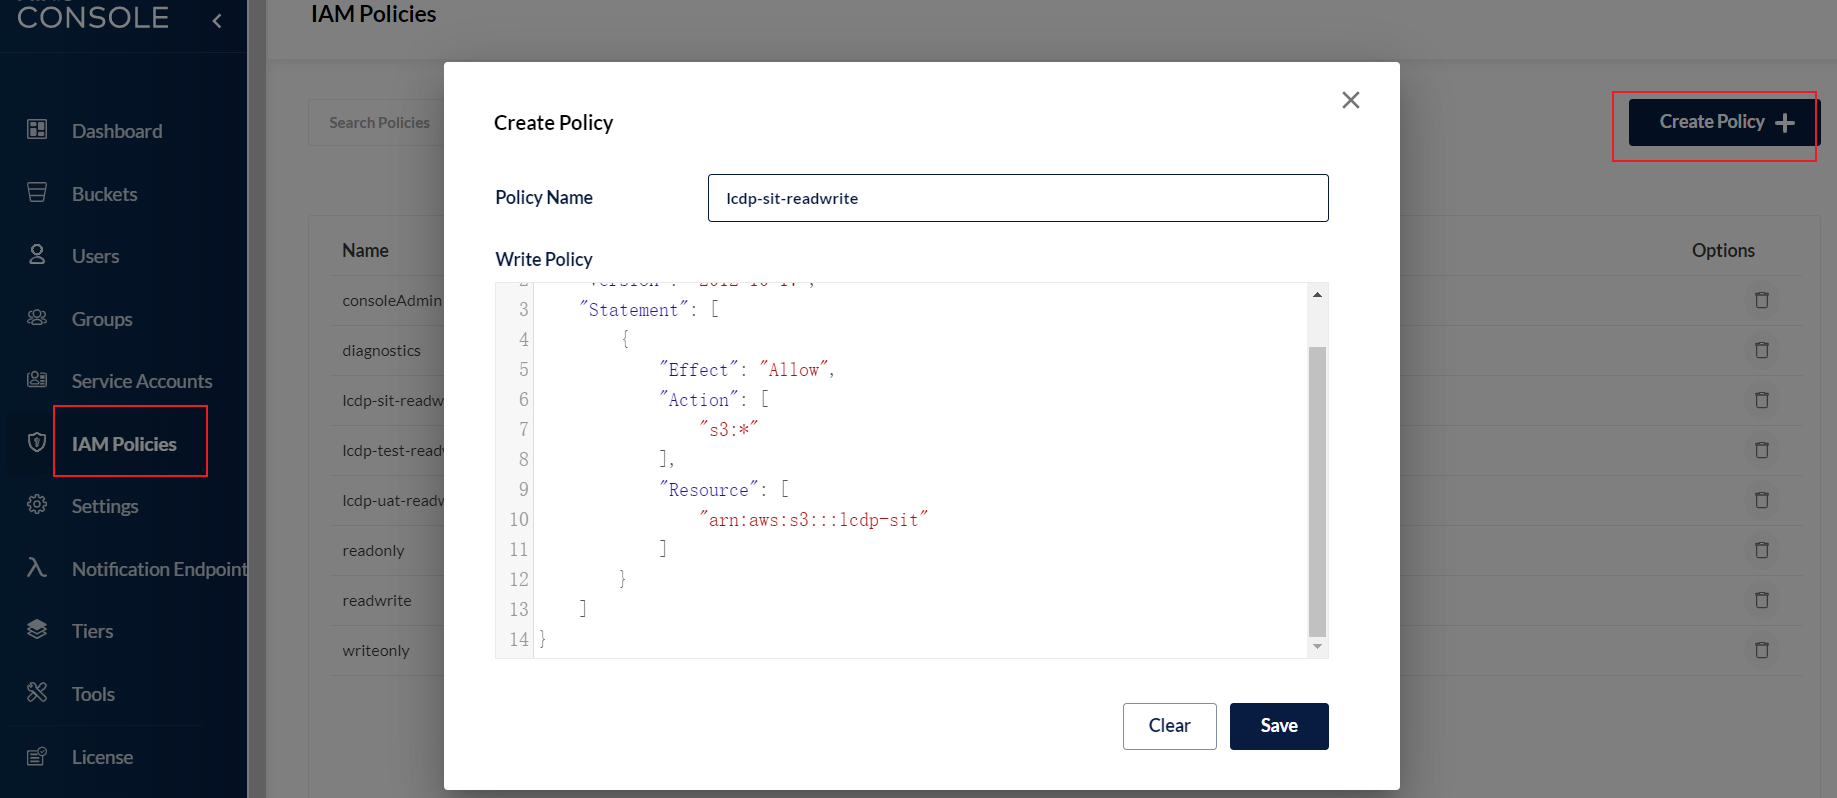 CONSOLE
IAM Policies
Dashboard
Buckets
Users
Groups
Service Accounts
IAM Policies
Settings
Notification Endpoint
Tiers
Tools
License
Search Policies
Create Policy
Name
Options
consoleAdmin
diagnostics
lcdp-sit-readw
lcdp-test-readw
lcdp-uat-readw
readonly
readwrite
writeonly
Create Policy
Policy Name
lcdp-sit-readwrite
Write Policy
3 "Statement": [
4 {
5 "Effect": "Allow",
6 "Action": [
7 "s3:*"
8 ],
9 "Resource": [
10 "arn:aws:s3:::lcdp-sit"
11 ]
12 }
13 ]
14 }
Clear
Save